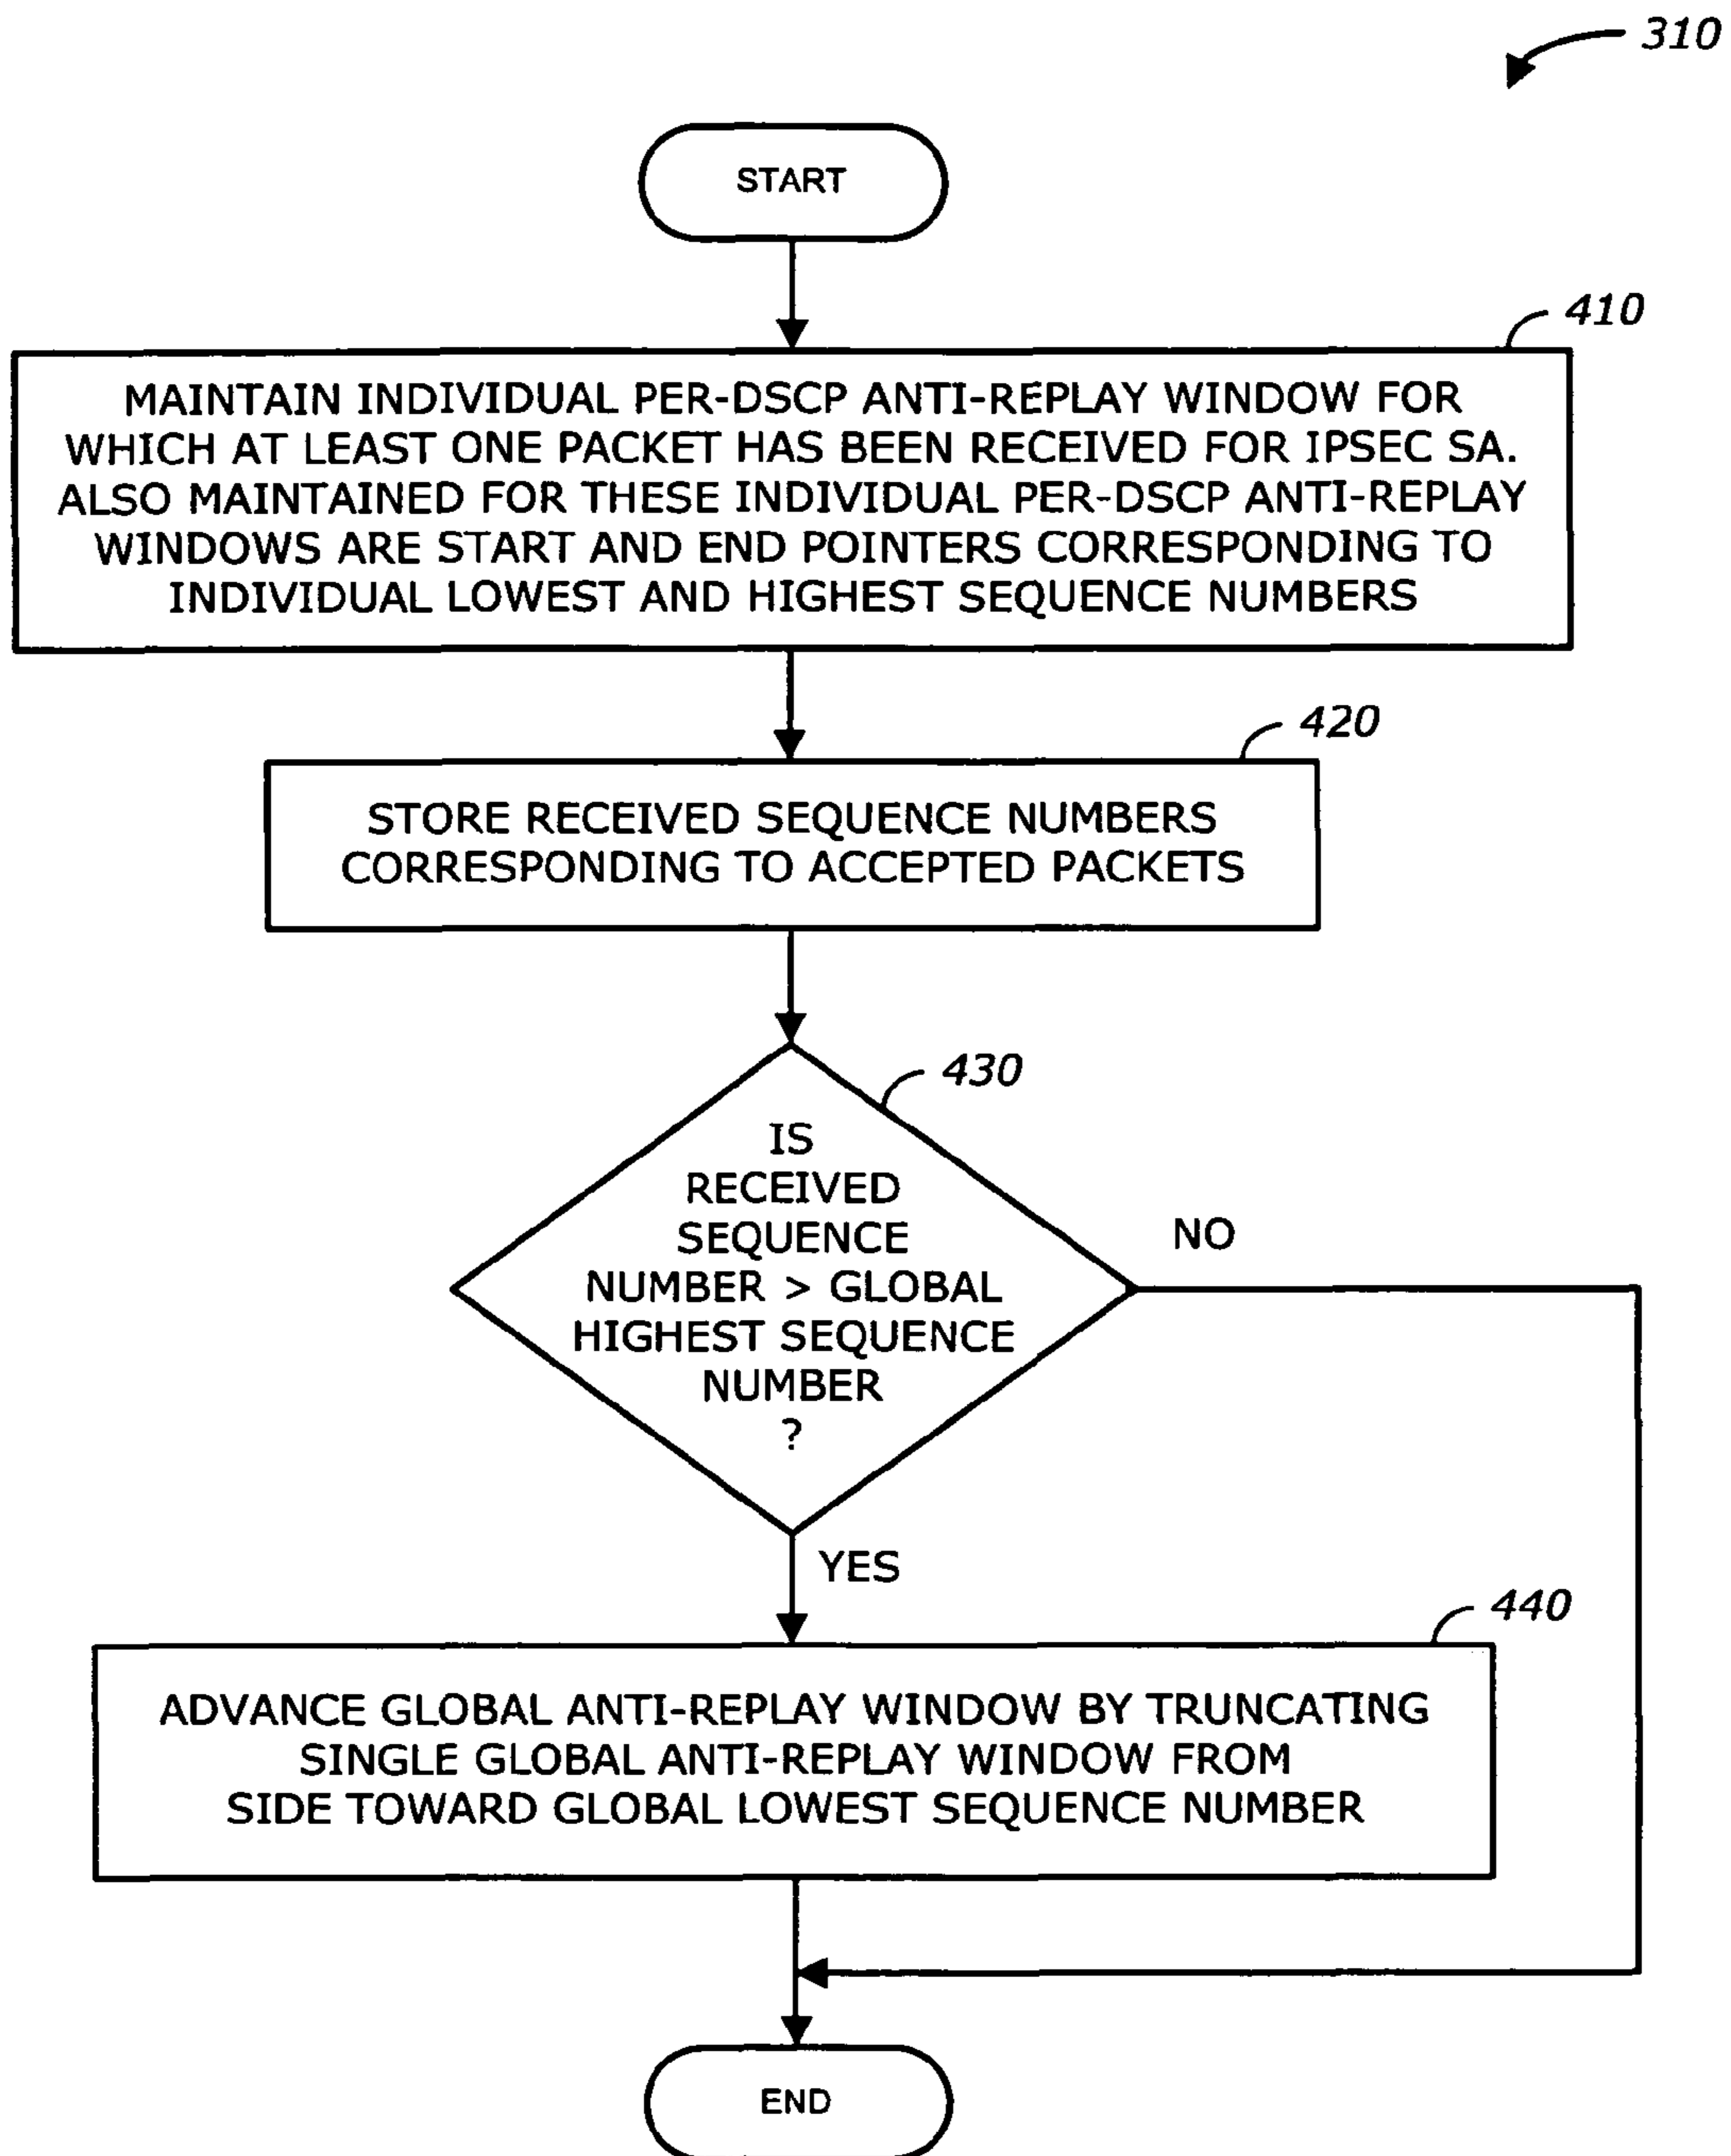 310
START
410
MAINTAIN INDIVIDUAL PER-DSCP ANTI-REPLAY WINDOW FOR
WHICH AT LEAST ONE PACKET HAS BEEN RECEIVED FOR IPSEC SA.
ALSO MAINTAINED FOR THESE INDIVIDUAL PER-DSCP ANTI-REPLAY
WINDOWS ARE START AND END POINTERS CORRESPONDING TO
INDIVIDUAL LOWEST AND HIGHEST SEQUENCE NUMBERS
420
STORE RECEIVED SEQUENCE NUMBERS
CORRESPONDING TO ACCEPTED PACKETS
430
IS
RECEIVED
SEQUENCE
NUMBER > GLOBAL
HIGHEST SEQUENCE
NUMBER
?
NO
YES
440
ADVANCE GLOBAL ANTI-REPLAY WINDOW BY TRUNCATING
SINGLE GLOBAL ANTI-REPLAY WINDOW FROM
SIDE TOWARD GLOBAL LOWEST SEQUENCE NUMBER
END